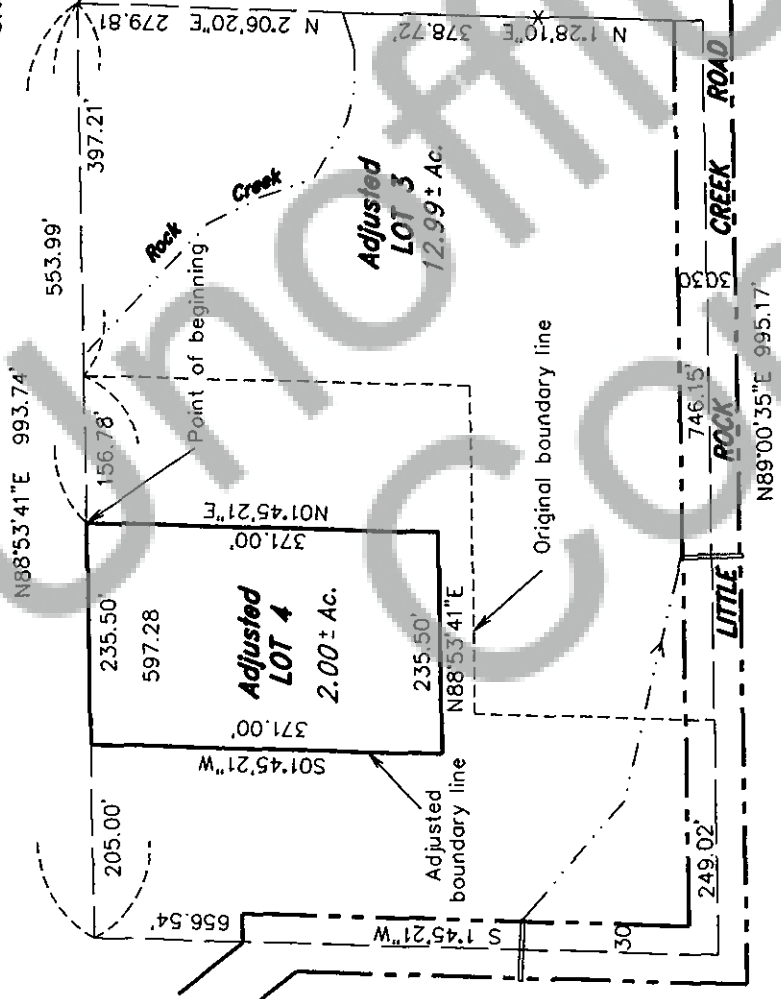 N88°53'41"E 993.74'
553.99'
397.21'
156.78'
205.00'
279.81
N 2°06'20"E
378.72'
N 1°28'10"E
Rock Creek
Point of beginning
Adjusted
LOT 3
12.99± Ac.
N01°45'21"E
371.00'
235.50'
597.28
Adjusted
LOT 4
2.00± Ac.
235.50'
N88°53'41"E
371.00'
S01°45'21"W
Original boundary line
Adjusted
boundary line
656.54'
S 1°45'21"W
30
249.02'
746.15'
3030
LITTLE ROCK CREEK ROAD
N89°00'35"E 995.17'
Unofficial
Copy